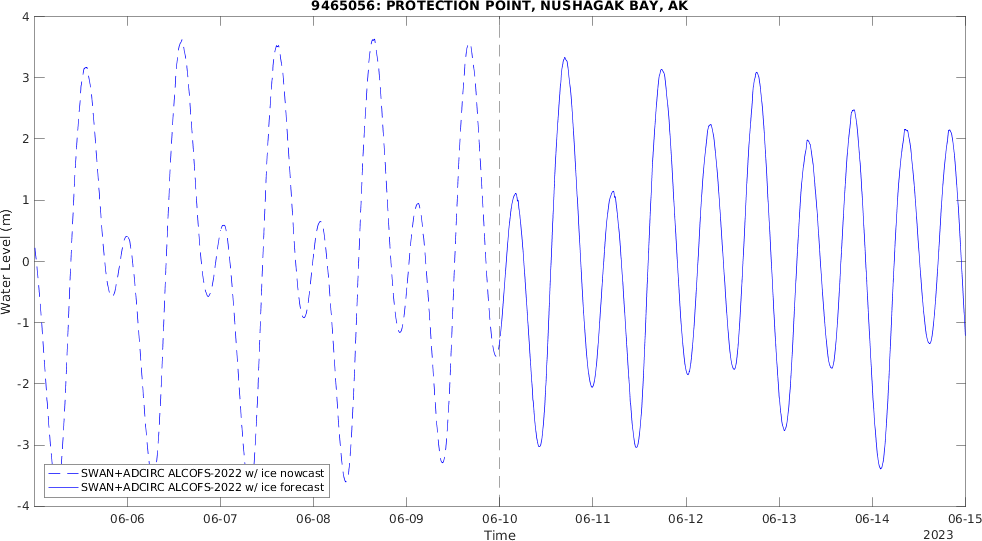 9465056: PROTECTION POINT, NUSHAGAK BAY, AK
4
3
2
1
0
-1
-2
-3
-4
Water Level (m)
SWAN+ADCIRC ALCOFS-2022 w/ ice nowcast
SWAN+ADCIRC ALCOFS-2022 w/ ice forecast
06-06 06-07 06-08 06-09 06-10 06-11 06-12 06-13 06-14 06-15
Time
2023